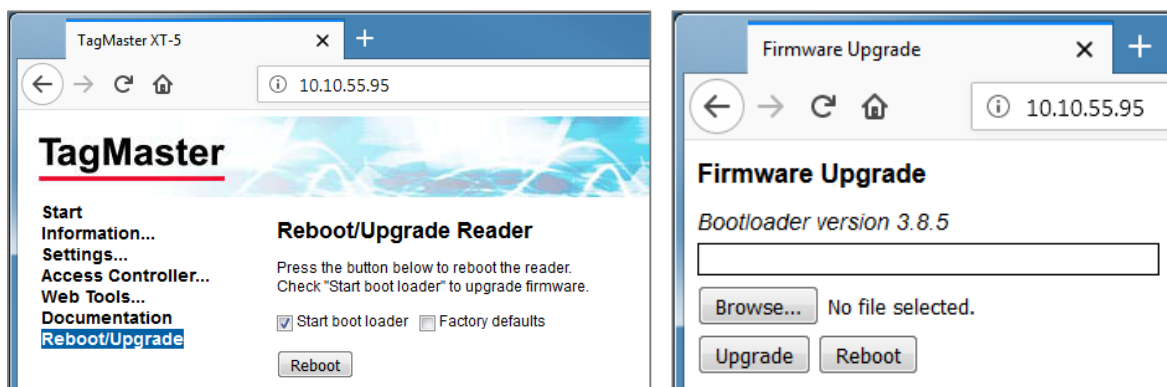 TagMaster XT-5
10.10.55.95
TagMaster
Start
Information...
Settings...
Access Controller...
Web Tools...
Documentation
Reboot/Upgrade
Reboot/Upgrade Reader
Press the button below to reboot the reader.
Check "Start boot loader" to upgrade firmware.
Start boot loader Factory defaults
Reboot
Firmware Upgrade
10.10.55.95
Firmware Upgrade
Bootloader version 3.8.5
Browse... No file selected.
Upgrade Reboot